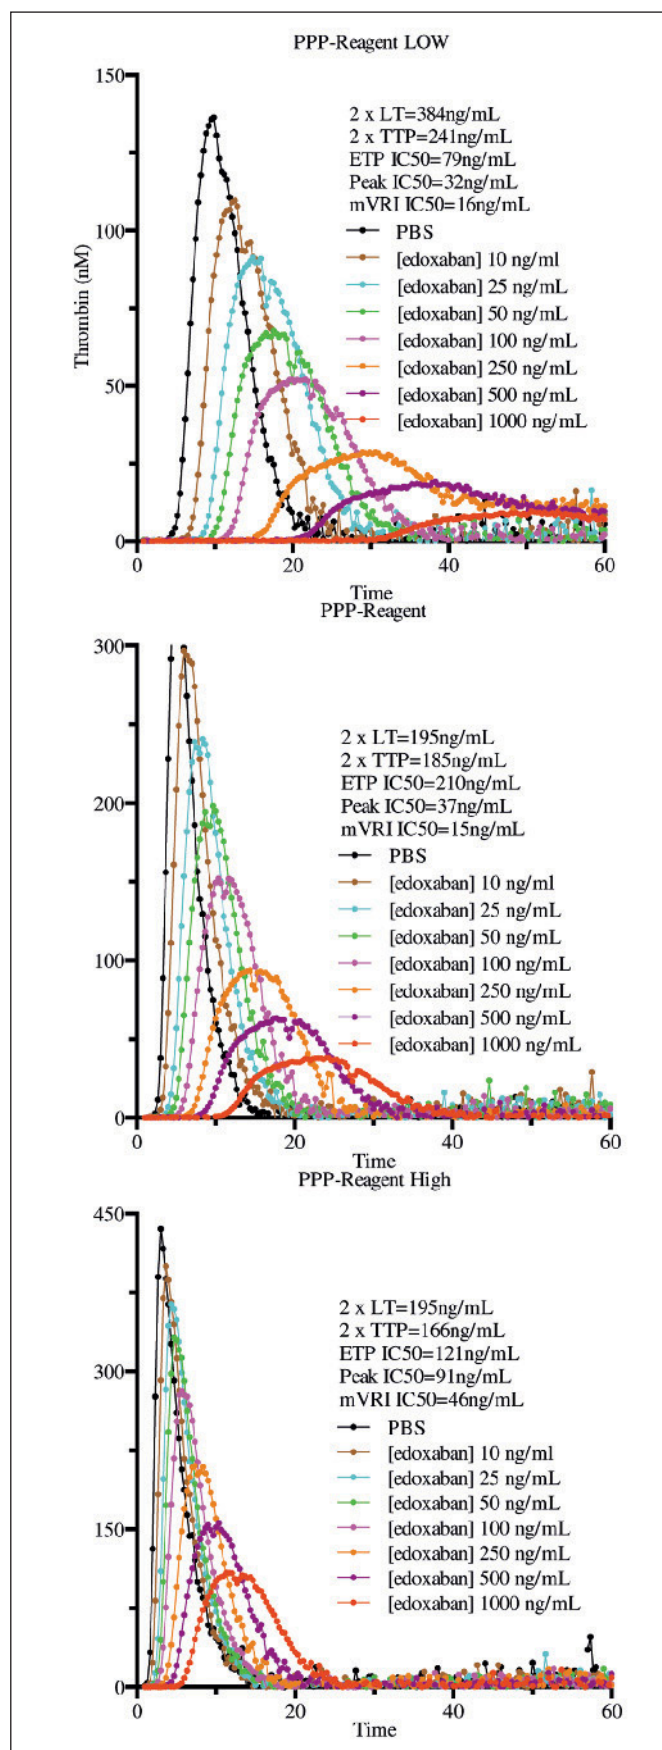 PPP-Reagent LOW
150
100
50
0
Thrombin (nM)
2 x LT=384ng/mL
2 x TTP=241ng/mL
ETP IC50=79ng/mL
Peak IC50=32ng/mL
mVRI IC50=16ng/mL
PBS
[edoxaban] 10 ng/ml
[edoxaban] 25 ng/mL
[edoxaban] 50 ng/mL
[edoxaban] 100 ng/mL
[edoxaban] 250 ng/mL
[edoxaban] 500 ng/mL
[edoxaban] 1000 ng/mL
0 20 40 60
Time
PPP-Reagent
300
200
100
0
2 x LT=195ng/mL
2 x TTP=185ng/mL
ETP IC50=210ng/mL
Peak IC50=37ng/mL
mVRI IC50=15ng/mL
PBS
[edoxaban] 10 ng/ml
[edoxaban] 25 ng/mL
[edoxaban] 50 ng/mL
[edoxaban] 100 ng/mL
[edoxaban] 250 ng/mL
[edoxaban] 500 ng/mL
[edoxaban] 1000 ng/mL
0 20 40 60
Time
PPP-Reagent High
450
300
150
0
2 x LT=195ng/mL
2 x TTP=166ng/mL
ETP IC50=121ng/mL
Peak IC50=91ng/mL
mVRI IC50=46ng/mL
PBS
[edoxaban] 10 ng/ml
[edoxaban] 25 ng/mL
[edoxaban] 50 ng/mL
[edoxaban] 100 ng/mL
[edoxaban] 250 ng/mL
[edoxaban] 500 ng/mL
[edoxaban] 1000 ng/mL
0 20 40 60
Time